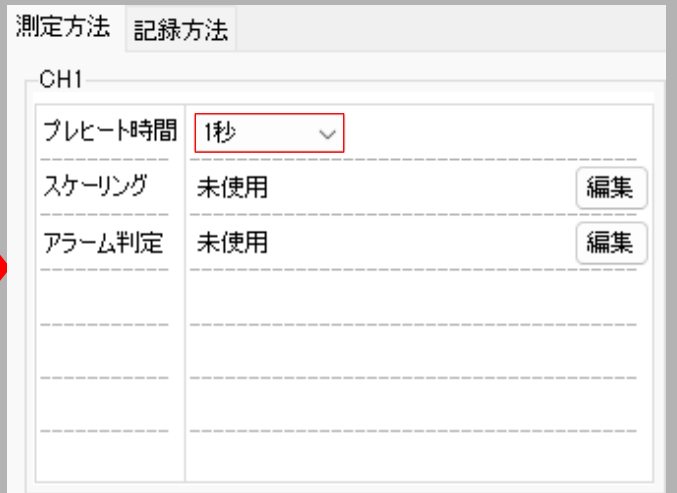 測定方法 記録方法
CH1
プレヒート時間 1秒
スケーリング 未使用 編集
アラーム判定 未使用 編集